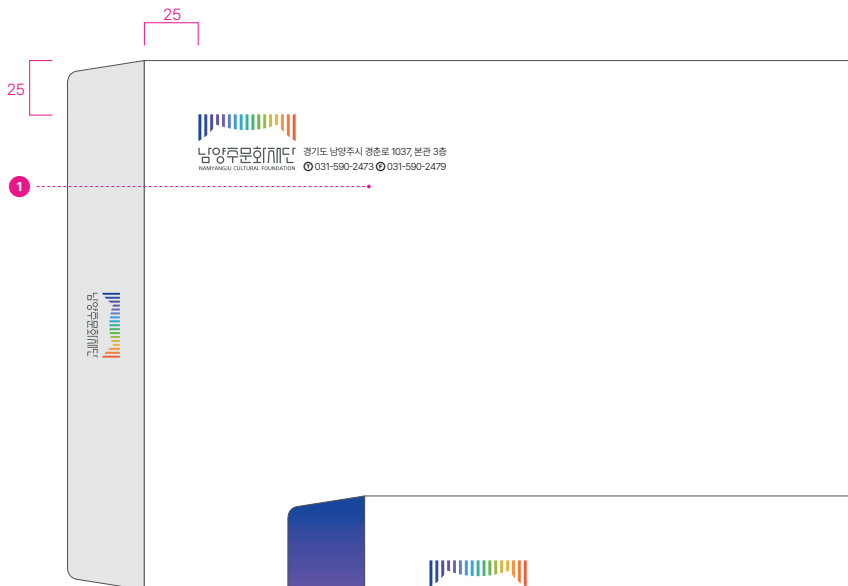 25
25
남양주문화재단
NAMYANGJU CULTURAL FOUNDATION
경기도 남양주시 경춘로 1037, 본관 3층
T 031-590-2473 F 031-590-2479
1
남양주문화재단